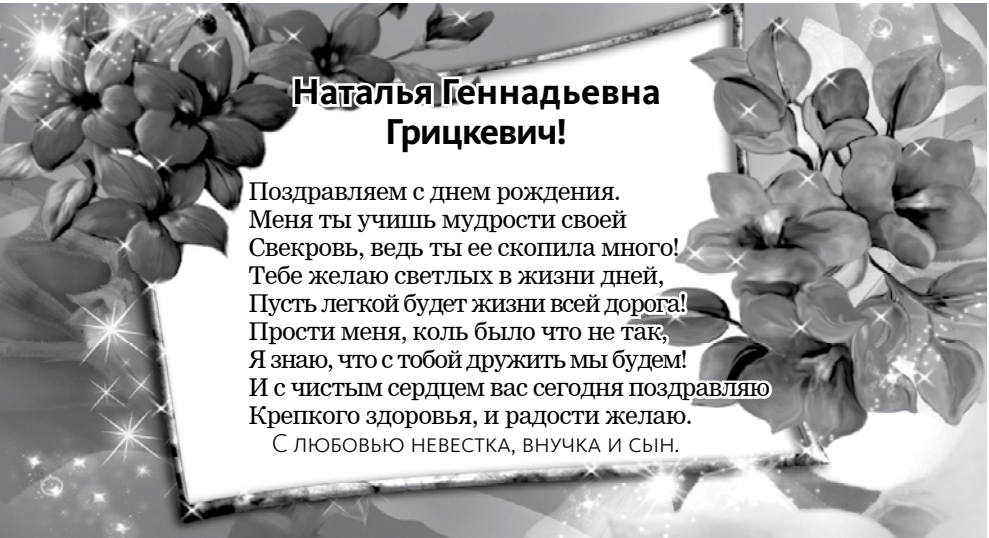 Наталья Геннадьевна
Грицкевич!
Поздравляем с днем рождения.
Меня ты учишь мудрости своей
Свекровь, ведь ты ее скопила много!
Тебе желаю светлых в жизни дней,
Пусть легкой будет жизни всей дорога!
Прости меня, коль было что не так,
Я знаю, что с тобой дружить мы будем!
И с чистым сердцем вас сегодня поздравляю
Крепкого здоровья, и радости желаю.
С любовью невестка, внучка и сын.